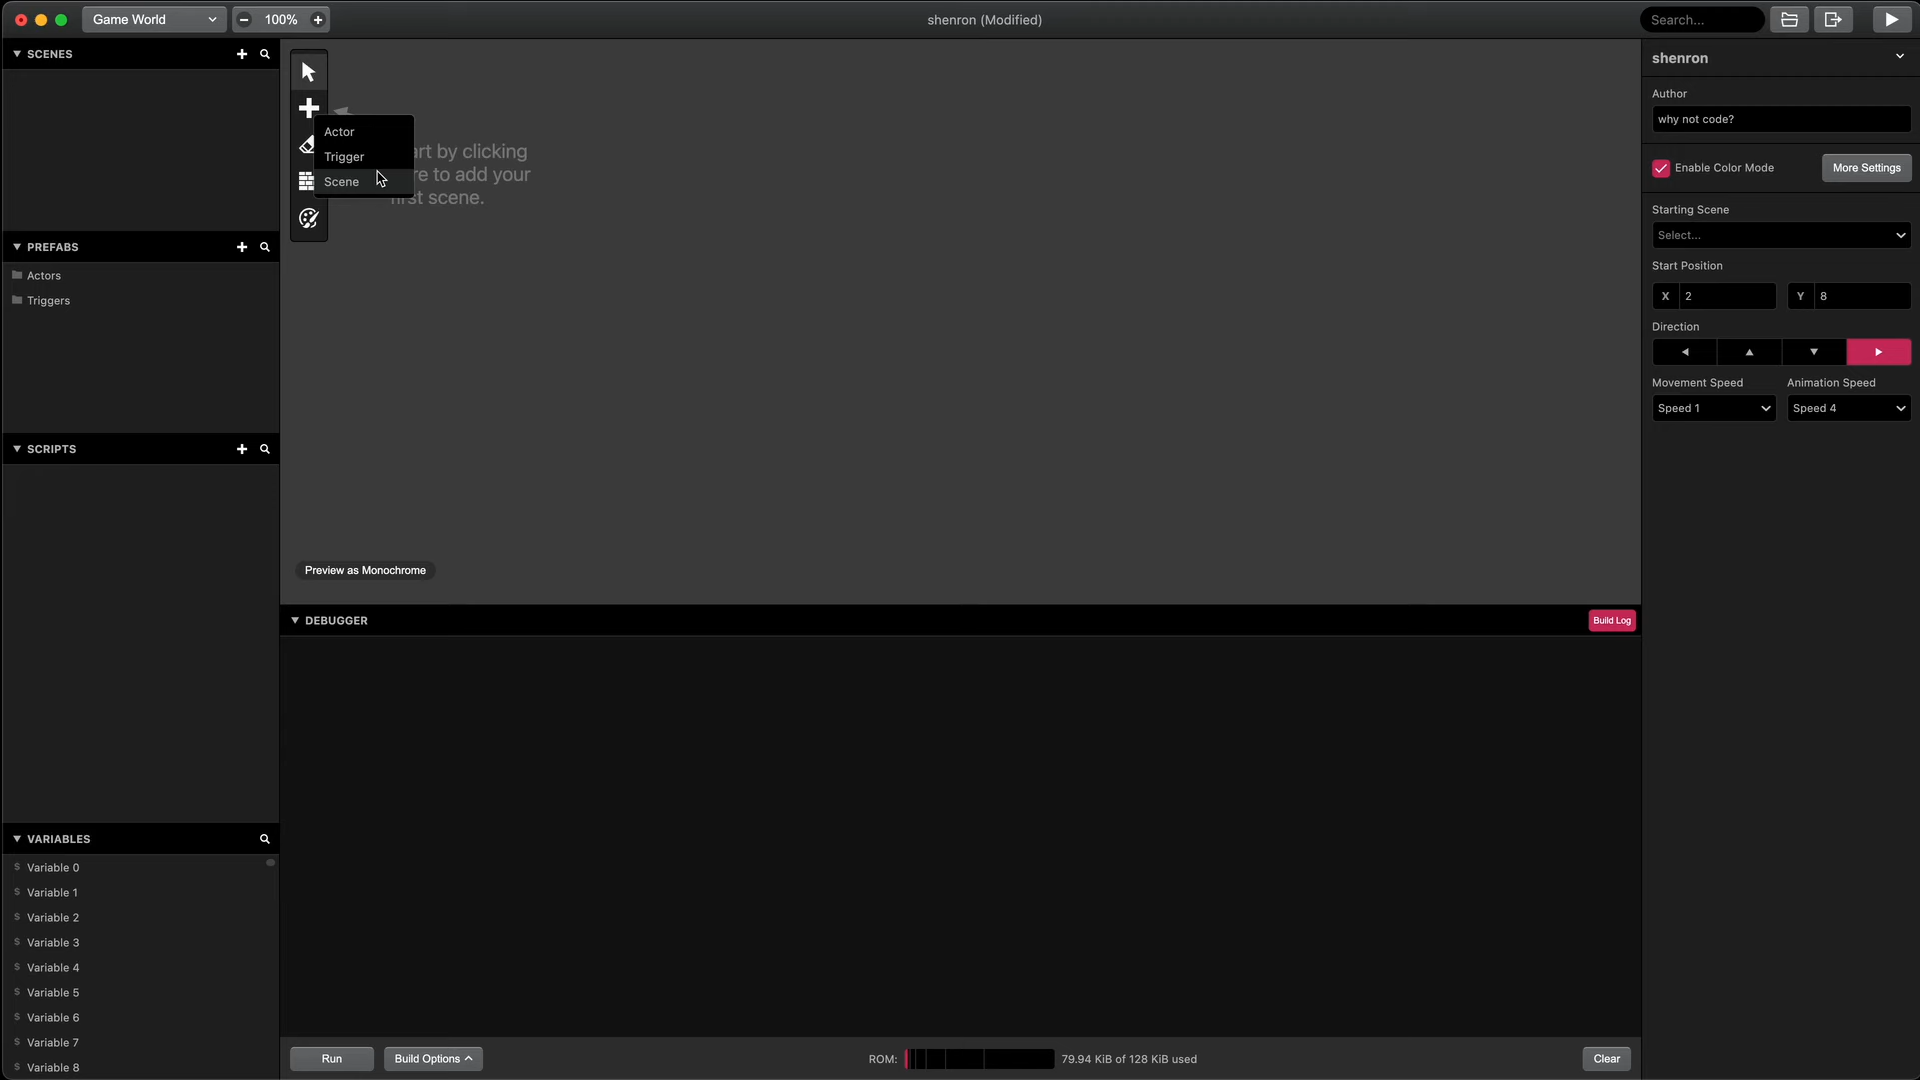 Game World
100%
shenron (Modified)
Search...
SCENES
PREFABS
Actors
Triggers
SCRIPTS
VARIABLES
$ Variable 0
$ Variable 1
$ Variable 2
$ Variable 3
$ Variable 4
$ Variable 5
$ Variable 6
$ Variable 7
$ Variable 8
Actor
Trigger
Scene
by clicking
to add your
scene.
Preview as Monochrome
DEBUGGER
Build Log
Run
Build Options
ROM:
79.94 KiB of 128 KiB used
Clear
shenron
Author
why not code?
Enable Color Mode
More Settings
Starting Scene
Select...
Start Position
X 2
Y 8
Direction
Movement Speed
Animation Speed
Speed 1
Speed 4